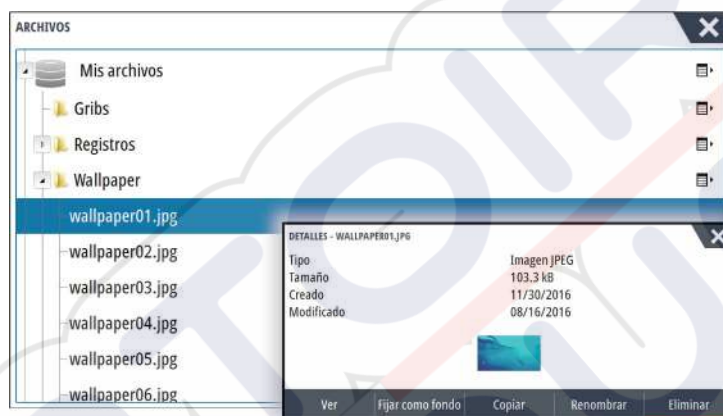 ARCHIVOS
Mis archivos
Gribs
Registros
Wallpaper
wallpaper01.jpg
wallpaper02.jpg
wallpaper03.jpg
wallpaper04.jpg
wallpaper05.jpg
wallpaper06.jpg
DETALLES - WALLPAPER01.JPG
Tipo Imagen JPEG
Tamaño 103.3 kB
Creado 11/30/2016
Modificado 08/16/2016
Ver Fijar como fondo Copiar Renombrar Eliminar